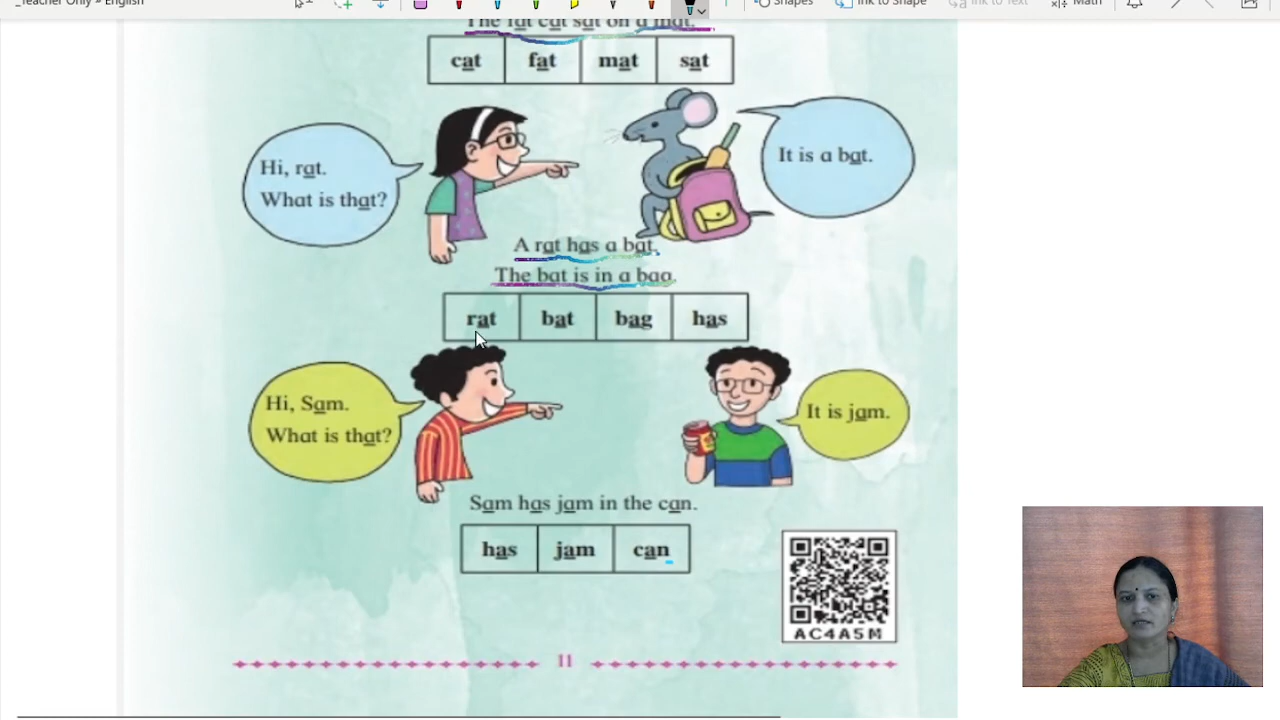 _Teacher Only » English
Shapes
Ink to Shape
Ink to Text
Math
The fat cat sat on a mat.
cat fat mat sat
Hi, rat.
What is that?
It is a bat.
A rat has a bat.
The bat is in a bag.
rat bat bag has
Hi, Sam.
What is that?
It is jam.
Sam has jam in the can.
has jam can
AC4A5M
11